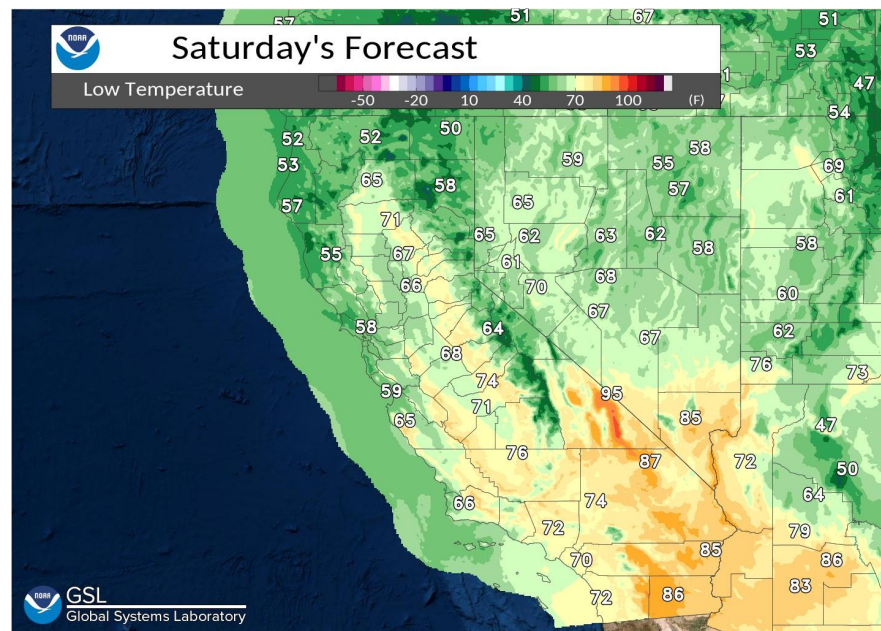 57 51 67 51
NOAA
Saturday's Forecast
53
Low Temperature
-50 -20 10 40 70 100 (F)
47
54
52 52 50 58
53 59 55 69
65 58 57 61
57 71 65
55 67 65 62 63 62 58 58
66 61 68
70 60
58 64 67 67 62
68 76
59 74 95 73
65 71 85 47
76 87 72 50
66 74 64
72 79
70 85 86
72 86 83
NOAA
GSL
Global Systems Laboratory